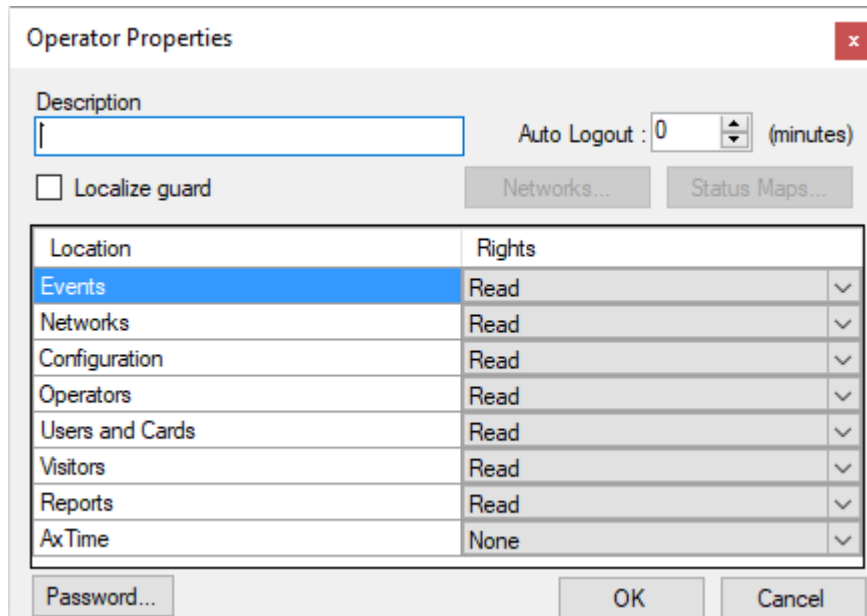 Operator Properties
x
Description
Auto Logout : 0 (minutes)
Localize guard Networks... Status Maps...
Location Rights
Events Read
Networks Read
Configuration Read
Operators Read
Users and Cards Read
Visitors Read
Reports Read
AxTime None
Password... OK Cancel